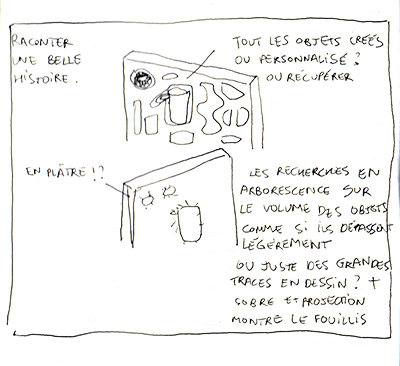 RACONTER
UNE BELLE
HISTOIRE.
TOUT LES OBJETS CRÉÉS
OU PERSONNALISÉ ?
OU RÉCUPÉRER
EN PLÂTRE !?
LES RECHERCHES EN
ARBORESCENCE SUR
LE VOLUME DES OBJETS
COMME SI ILS DÉPASSENT
LÉGÈREMENT
OU JUSTE DES GRANDES
TRACES EN DESSIN ? +
SOBRE ET PROJECTION
MONTRE LE FOUILLIS